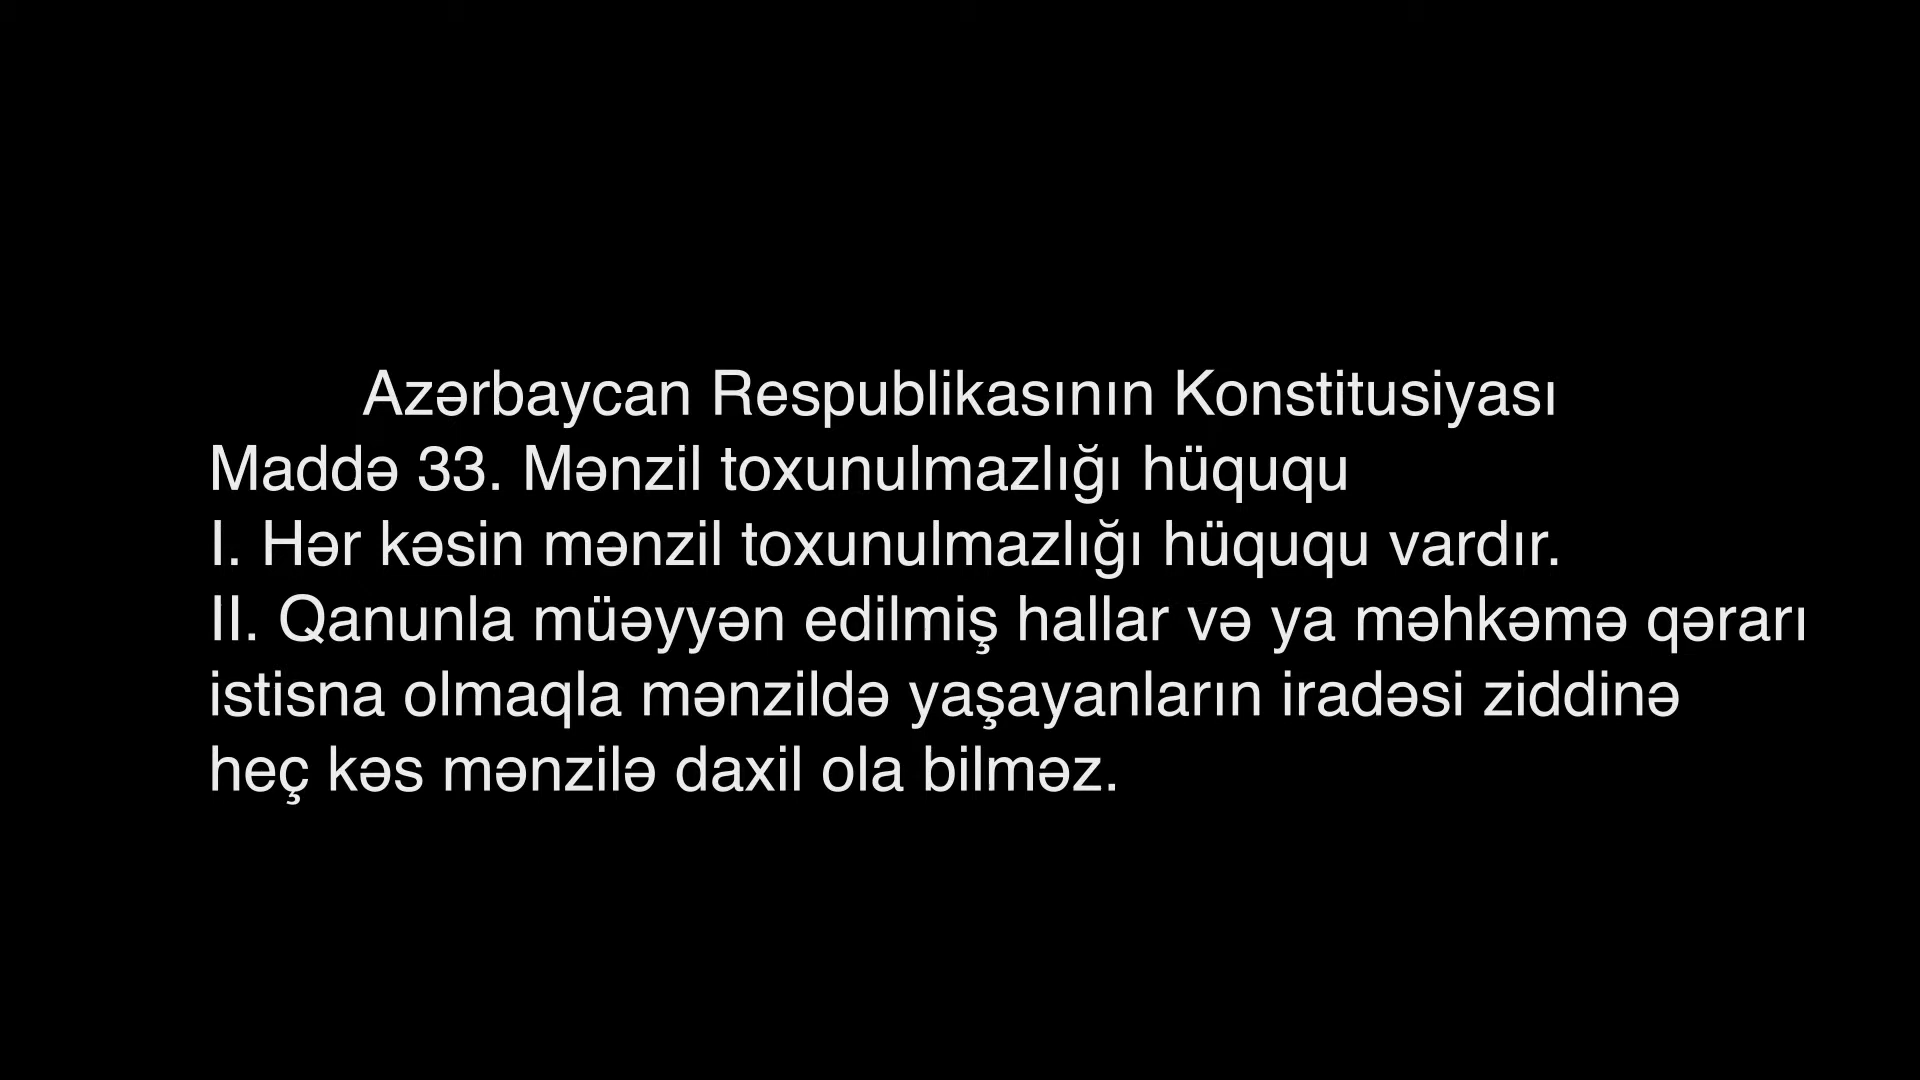 Azərbaycan Respublikasının Konstitusiyası
Maddə 33. Mənzil toxunulmazlığı hüququ
I. Hər kəsin mənzil toxunulmazlığı hüququ vardır.
II. Qanunla müəyyən edilmiş hallar və ya məhkəmə qərarı
istisna olmaqla mənzildə yaşayanların iradəsi ziddinə
heç kəs mənzilə daxil ola bilməz.